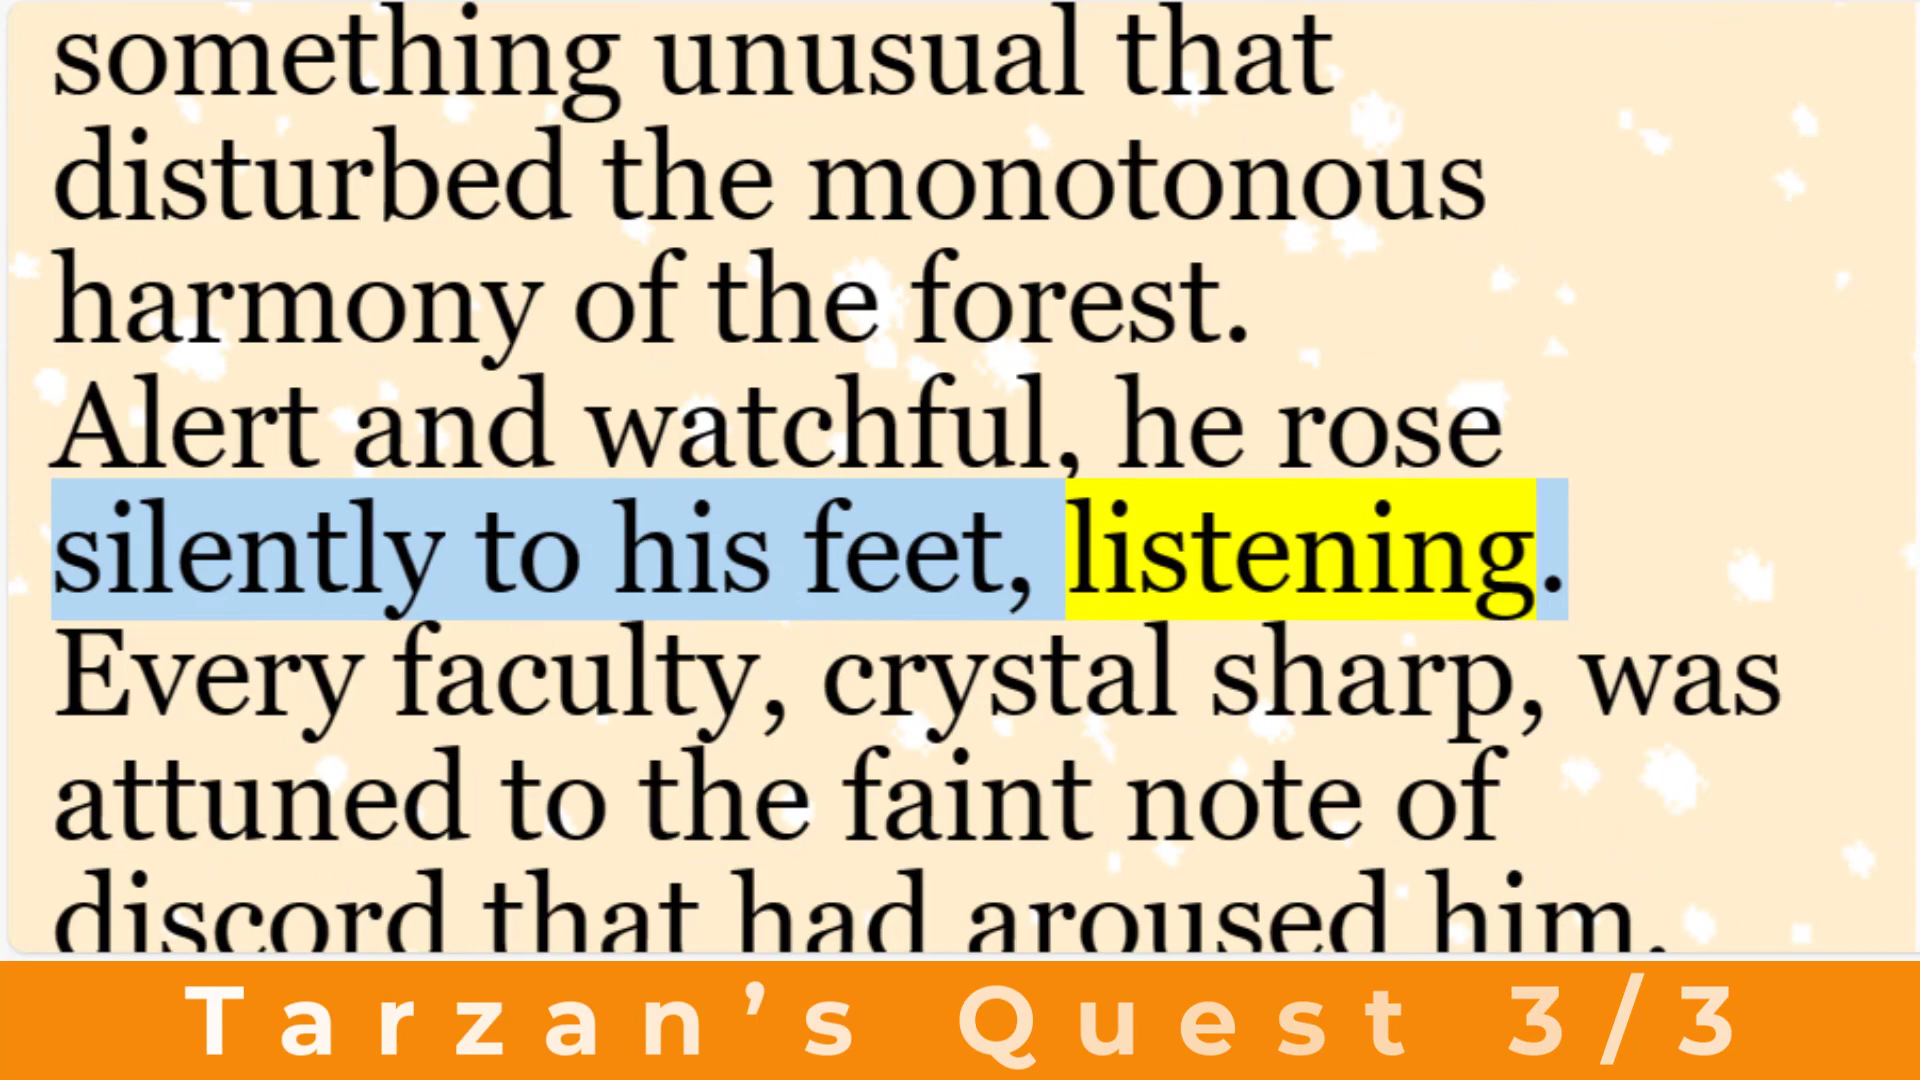 something unusual that
disturbed the monotonous
harmony of the forest.
Alert and watchful, he rose
silently to his feet, listening.
Every faculty, crystal sharp, was
attuned to the faint note of
discord that had aroused him.
Tarzan’s Quest 3/3